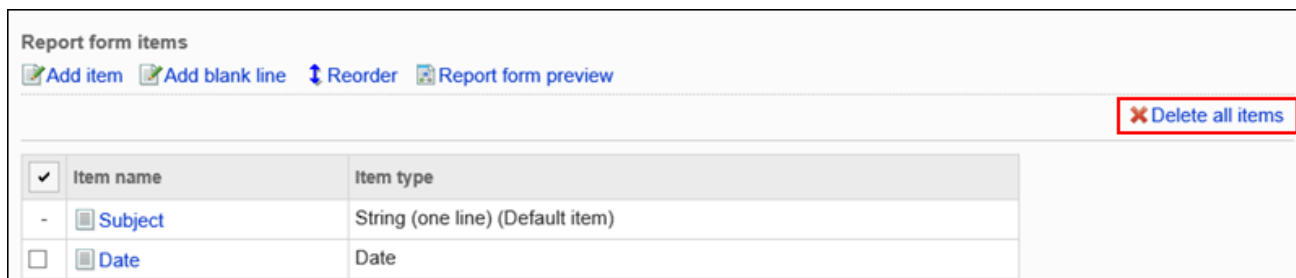 Report form items
Add item Add blank line Reorder Report form preview
Delete all items
Item name Item type
- Subject String (one line) (Default item)
Date Date